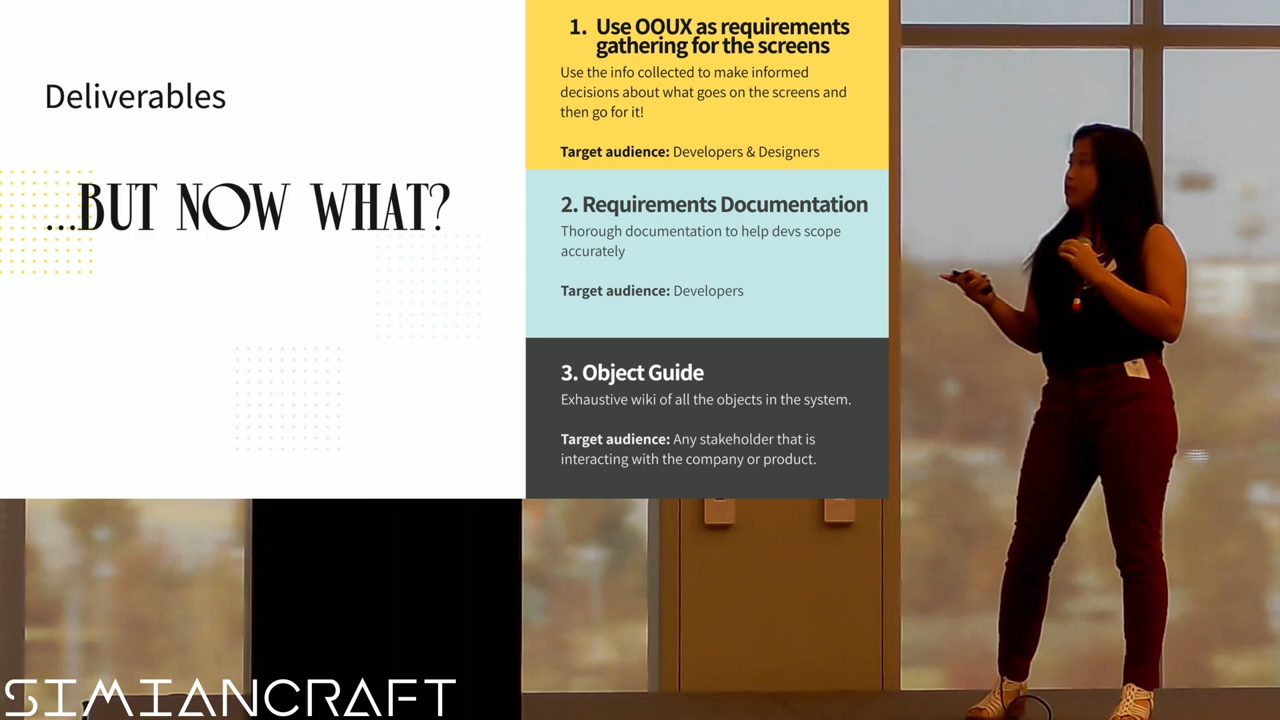 Deliverables
...BUT NOW WHAT?
1. Use OOUX as requirements
gathering for the screens
Use the info collected to make informed
decisions about what goes on the screens and
then go for it!
Target audience: Developers & Designers
2. Requirements Documentation
Thorough documentation to help devs scope
accurately
Target audience: Developers
3. Object Guide
Exhaustive wiki of all the objects in the system.
Target audience: Any stakeholder that is
interacting with the company or product.
SIMIANCRAFT